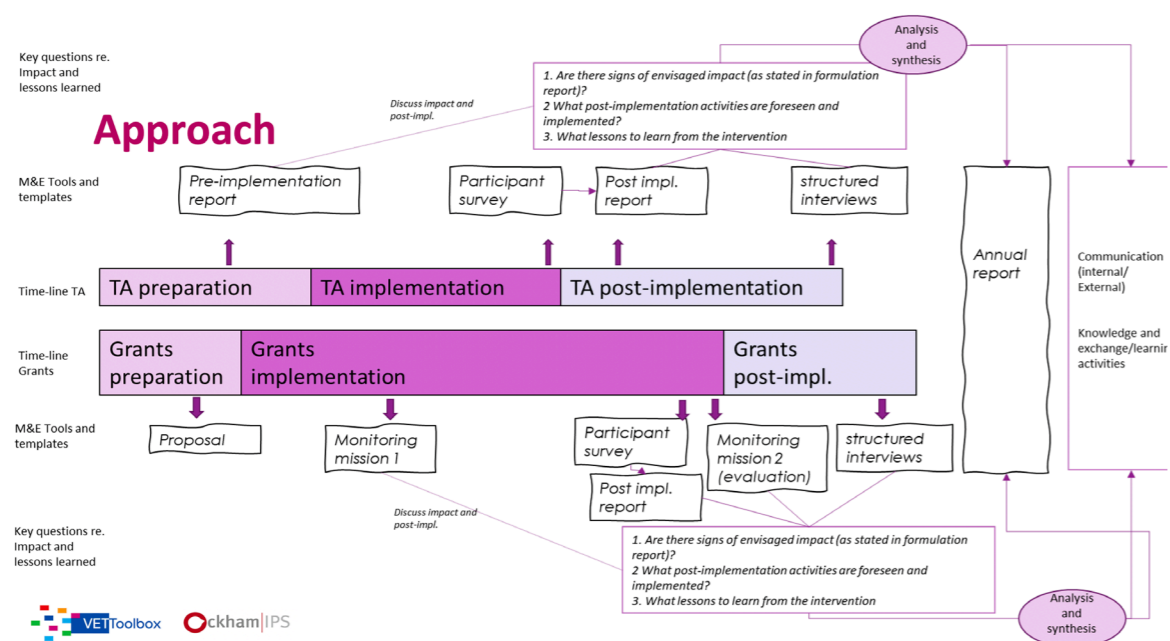 Analysis
and
synthesis
Key questions re.
Impact and
lessons learned
1. Are there signs of envisaged impact (as stated in formulation
report)?
2 What post-implementation activities are foreseen and
implemented?
3. What lessons to learn from the intervention
Discuss impact and
post-impl.
Approach
M&E Tools and
templates
Pre-implementation
report
Participant
survey
Post impl.
report
structured
interviews
Annual
report
Communication
(internal/
External)
Knowledge and
exchange/learnin
activities
Time-line TA
TA preparation
TA implementation
TA post-implementation
Time-line
Grants
Grants
preparation
Grants
implementation
Grants
post-impl.
M&E Tools and
templates
Proposal
Monitoring
mission 1
Participant
survey
Post impl.
report
Monitoring
mission 2
(evaluation)
structured
interviews
Discuss impact and
post-impl.
Key questions re.
Impact and
lessons learned
1. Are there signs of envisaged impact (as stated in formulation
report)?
2 What post-implementation activities are foreseen and
implemented?
3. What lessons to learn from the intervention
Analysis
and
synthesis
VETToolbox
Ockham|IPS